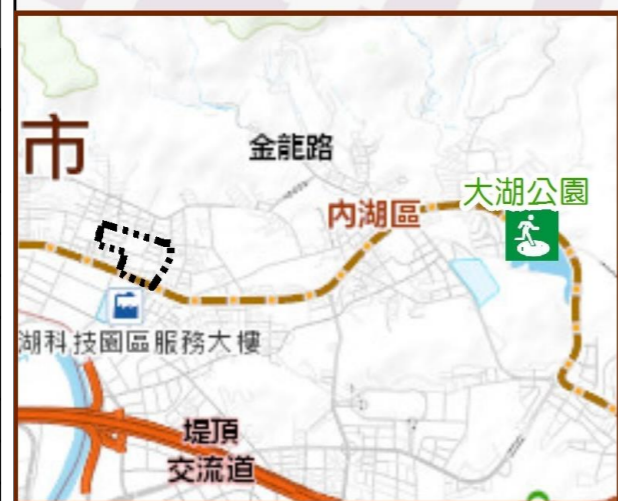 市
金龍路
大湖公園
內湖區
湖科技園區服務大樓
堤頂
交流道